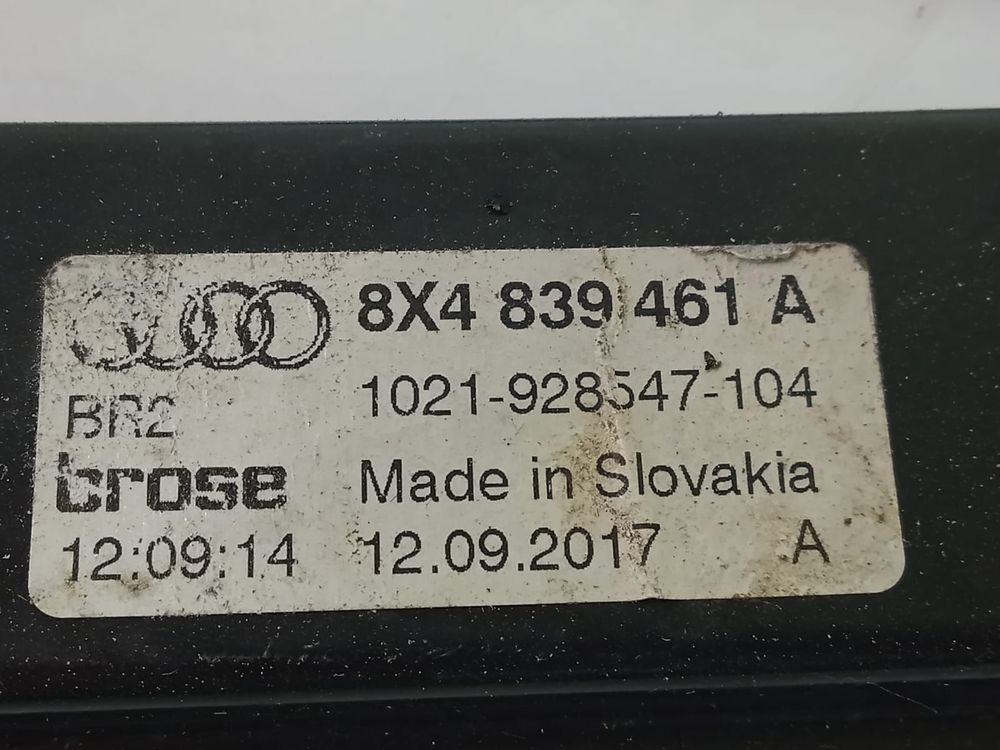 8X4 839 461 A
1021-928547-104
BR2
brose
Made in Slovakia
12:09:14 12.09.2017 A